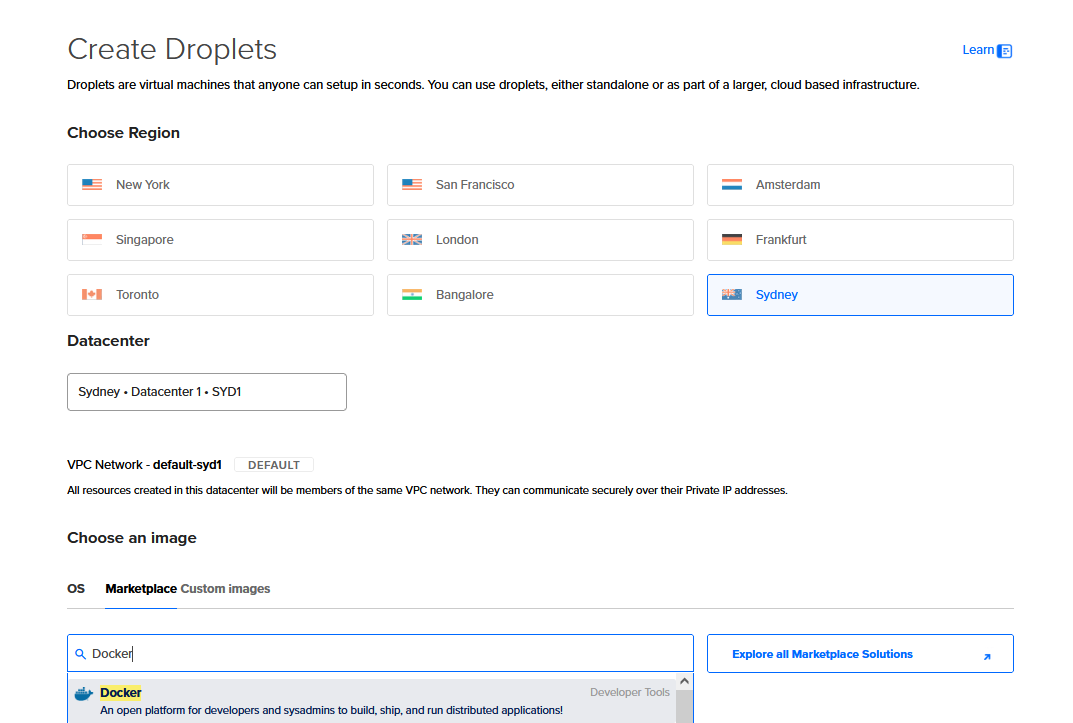 Create Droplets
Learn
Droplets are virtual machines that anyone can setup in seconds. You can use droplets, either standalone or as part of a larger, cloud based infrastructure.
Choose Region
New York
San Francisco
Amsterdam
Singapore
London
Frankfurt
Toronto
Bangalore
Sydney
Datacenter
Sydney • Datacenter 1 • SYD1
VPC Network - default-syd1 DEFAULT
All resources created in this datacenter will be members of the same VPC network. They can communicate securely over their Private IP addresses.
Choose an image
OS Marketplace Custom images
Docker
Explore all Marketplace Solutions
Docker
Developer Tools
An open platform for developers and sysadmins to build, ship, and run distributed applications!